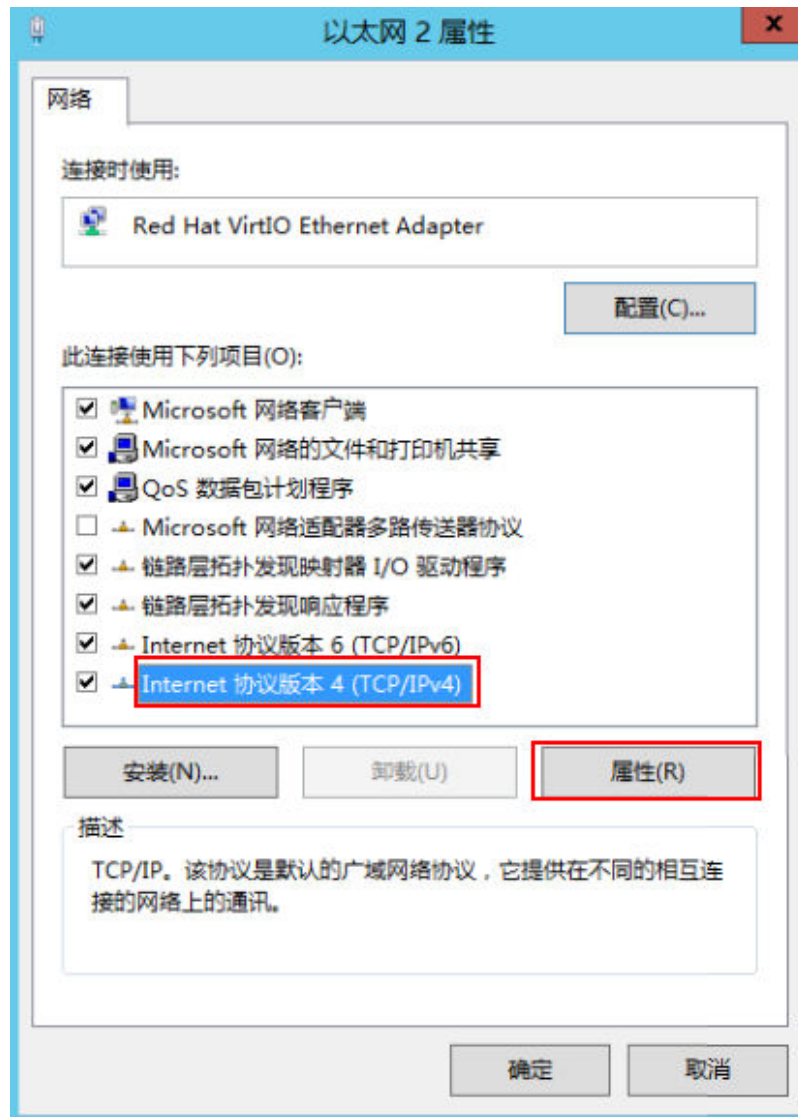 以太网 2 属性
网络
连接时使用:
Red Hat VirtIO Ethernet Adapter
配置(C)...
此连接使用下列项目(O):
Microsoft 网络客户端
Microsoft 网络的文件和打印机共享
QoS 数据包计划程序
Microsoft 网络适配器多路传送器协议
链路层拓扑发现映射器 I/O 驱动程序
链路层拓扑发现响应程序
Internet 协议版本 6 (TCP/IPv6)
Internet 协议版本 4 (TCP/IPv4)
安装(N)...
卸载(U)
属性(R)
描述
TCP/IP。该协议是默认的广域网络协议，它提供在不同的相互连
接的网络上的通讯。
确定
取消